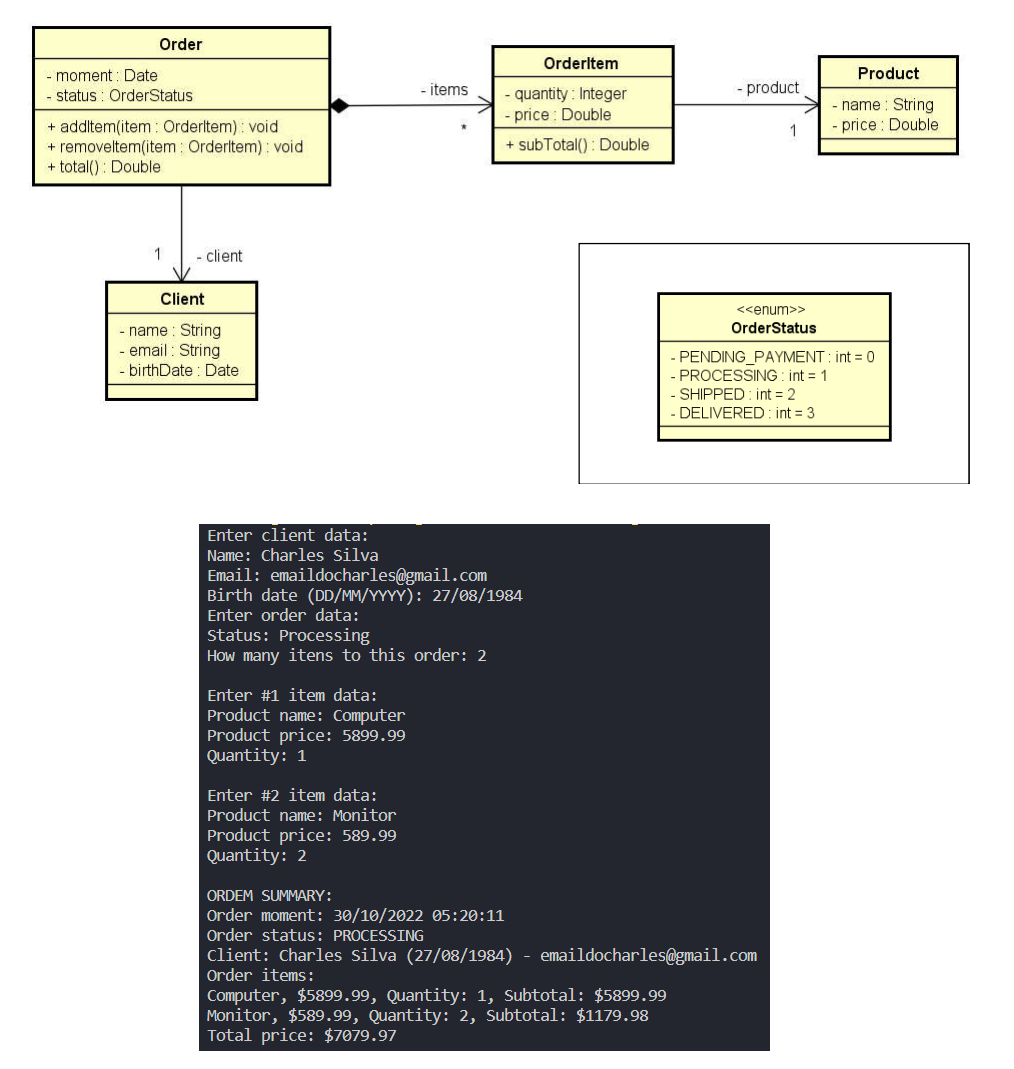 Order
- moment : Date
- status : OrderStatus
+ addItem(item : OrderItem) : void
+ removeItem(item : OrderItem) : void
+ total() : Double
- items
*
OrderItem
- quantity : Integer
- price : Double
+ subTotal() : Double
- product
1
Product
- name : String
- price : Double
1
- client
Client
- name : String
- email : String
- birthDate : Date
<<enum>>
OrderStatus
- PENDING_PAYMENT : int = 0
- PROCESSING : int = 1
- SHIPPED : int = 2
- DELIVERED : int = 3
Enter client data:
Name: Charles Silva
Email: emaildocharles@gmail.com
Birth date (DD/MM/YYYY): 27/08/1984
Enter order data:
Status: Processing
How many itens to this order: 2
Enter #1 item data:
Product name: Computer
Product price: 5899.99
Quantity: 1
Enter #2 item data:
Product name: Monitor
Product price: 589.99
Quantity: 2
ORDEM SUMMARY:
Order moment: 30/10/2022 05:20:11
Order status: PROCESSING
Client: Charles Silva (27/08/1984) - emaildocharles@gmail.com
Order items:
Computer, $5899.99, Quantity: 1, Subtotal: $5899.99
Monitor, $589.99, Quantity: 2, Subtotal: $1179.98
Total price: $7079.97